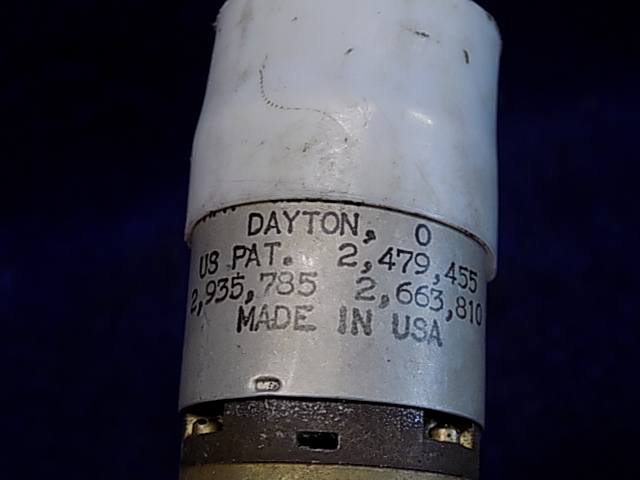 DAYTON, O
US PAT. 2,479,455
2,935,785 2,663,810
MADE IN USA